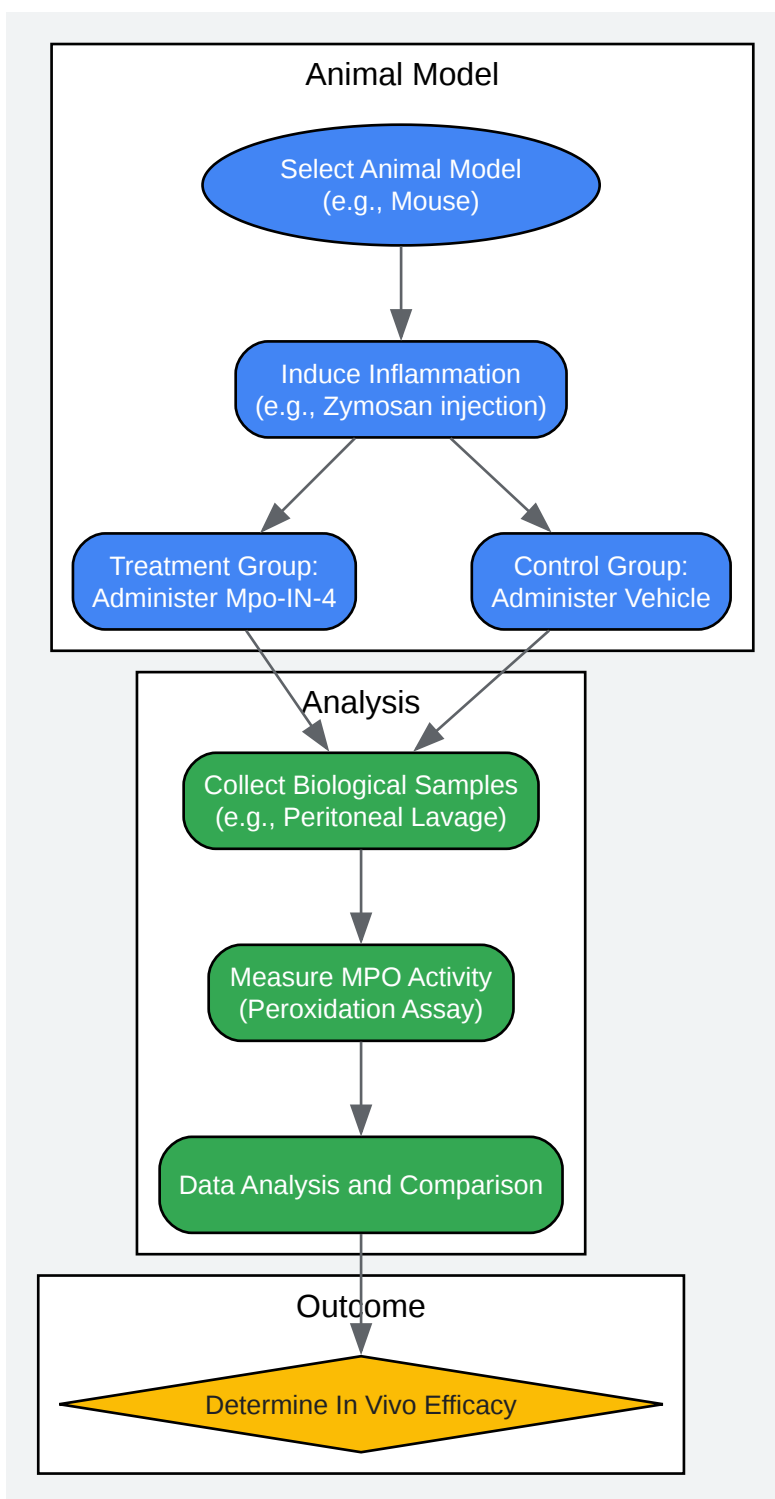 Animal Model
Select Animal Model
(e.g., Mouse)
Induce Inflammation
(e.g., Zymosan injection)
Treatment Group:
Administer Mpo-IN-4
Control Group:
Administer Vehicle
Analysis
Collect Biological Samples
(e.g., Peritoneal Lavage)
Measure MPO Activity
(Peroxidation Assay)
Data Analysis and Comparison
Outcome
Determine In Vivo Efficacy